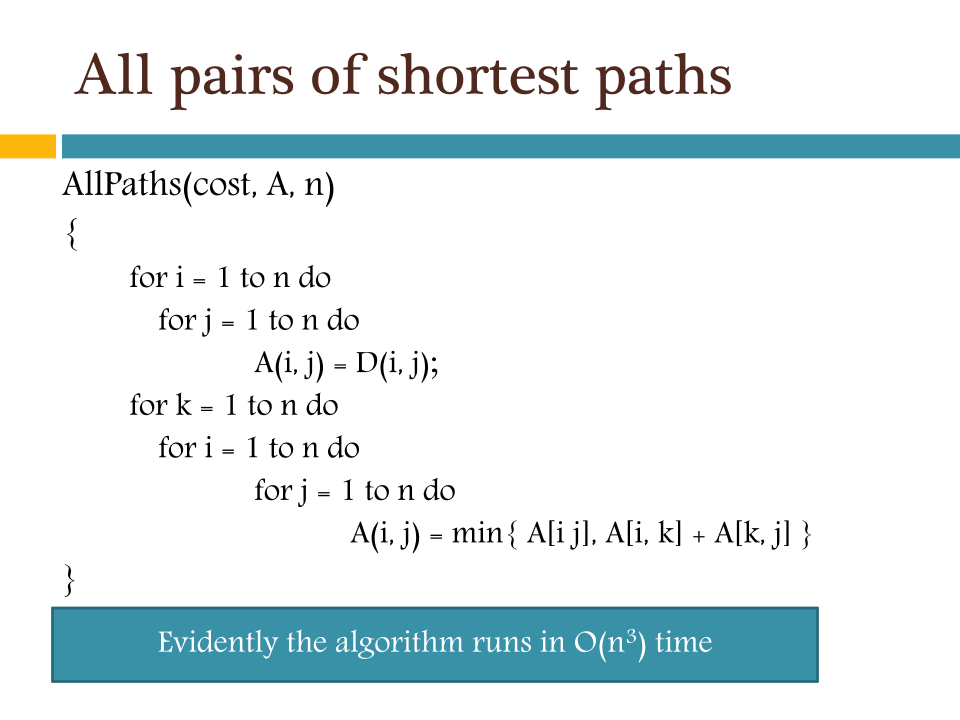 All pairs of shortest paths
AllPaths(cost, A, n)
{
for i = 1 to n do
for j = 1 to n do
A(i, j) = D(i, j);
for k = 1 to n do
for i = 1 to n do
for j = 1 to n do
A(i, j) = min{ A[i j], A[i, k] + A[k, j] }
}
Evidently the algorithm runs in O(n³) time